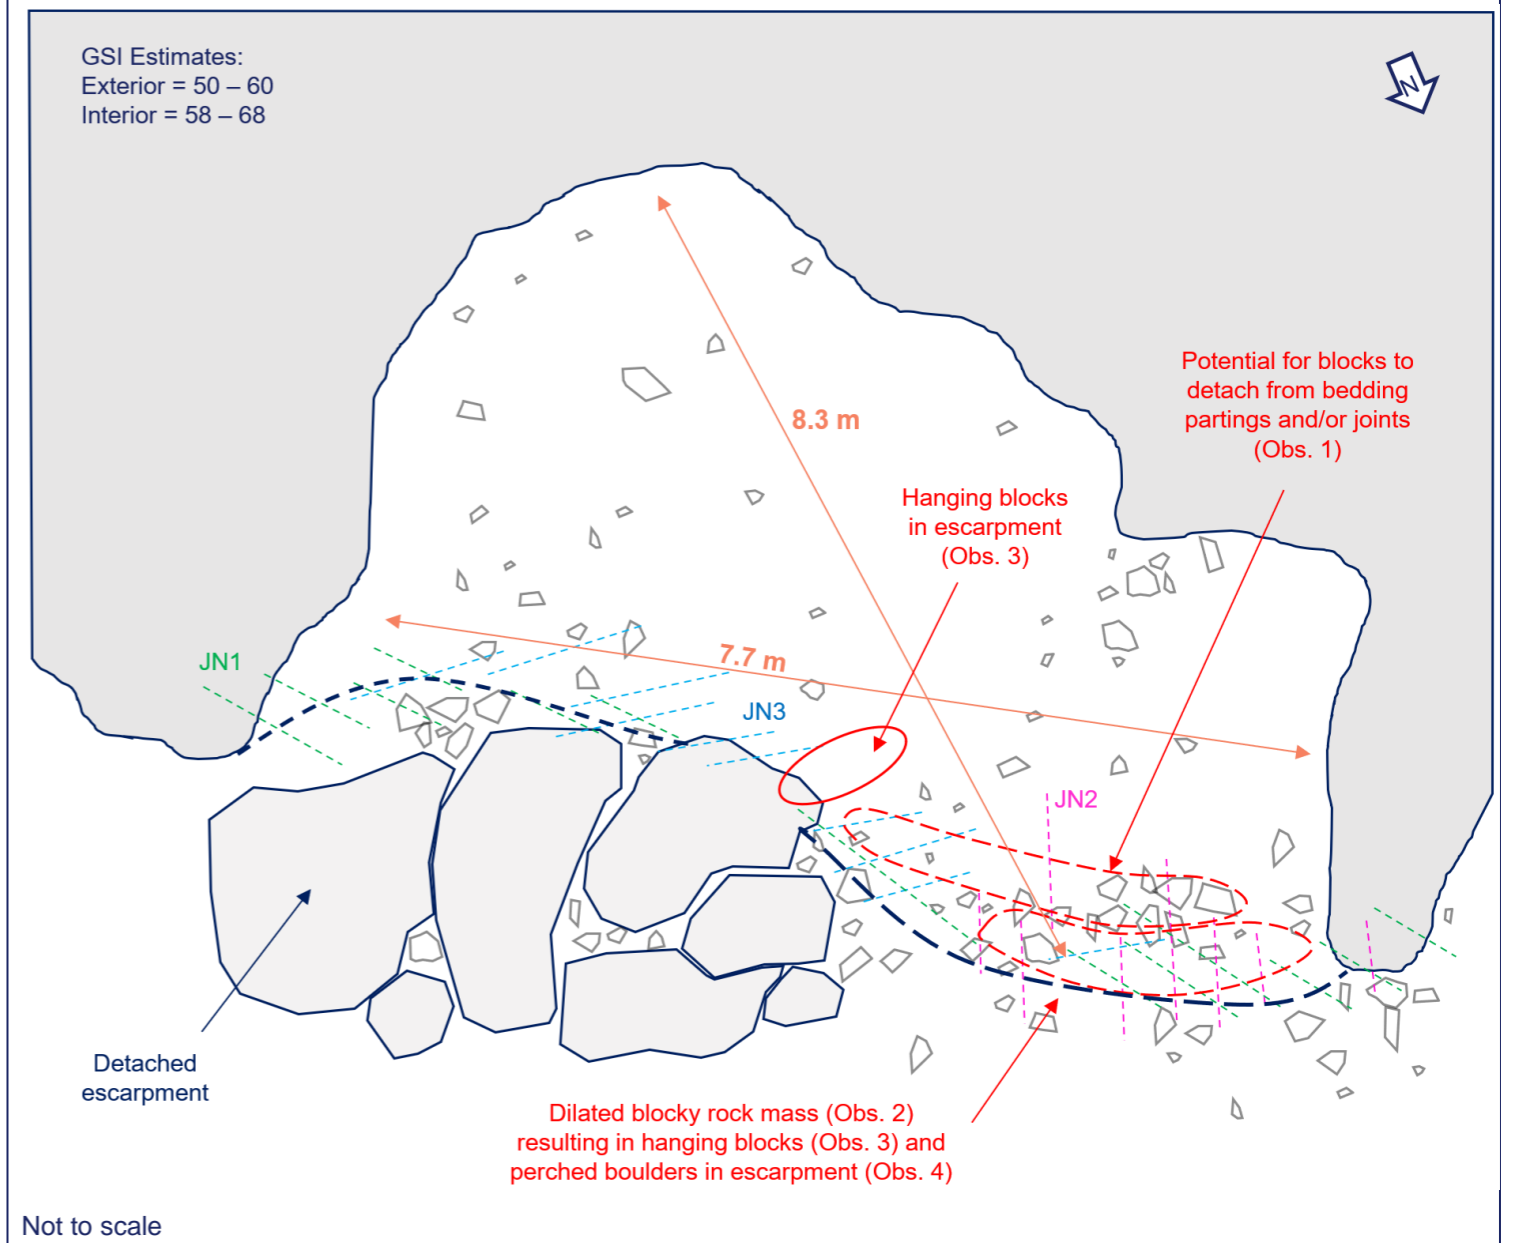 GSI Estimates:
Exterior = 50 – 60
Interior = 58 – 68
N
Potential for blocks to
detach from bedding
partings and/or joints
(Obs. 1)
8.3 m
Hanging blocks
in escarpment
(Obs. 3)
JN1
7.7 m
JN3
JN2
Detached
escarpment
Dilated blocky rock mass (Obs. 2)
resulting in hanging blocks (Obs. 3) and
perched boulders in escarpment (Obs. 4)
Not to scale